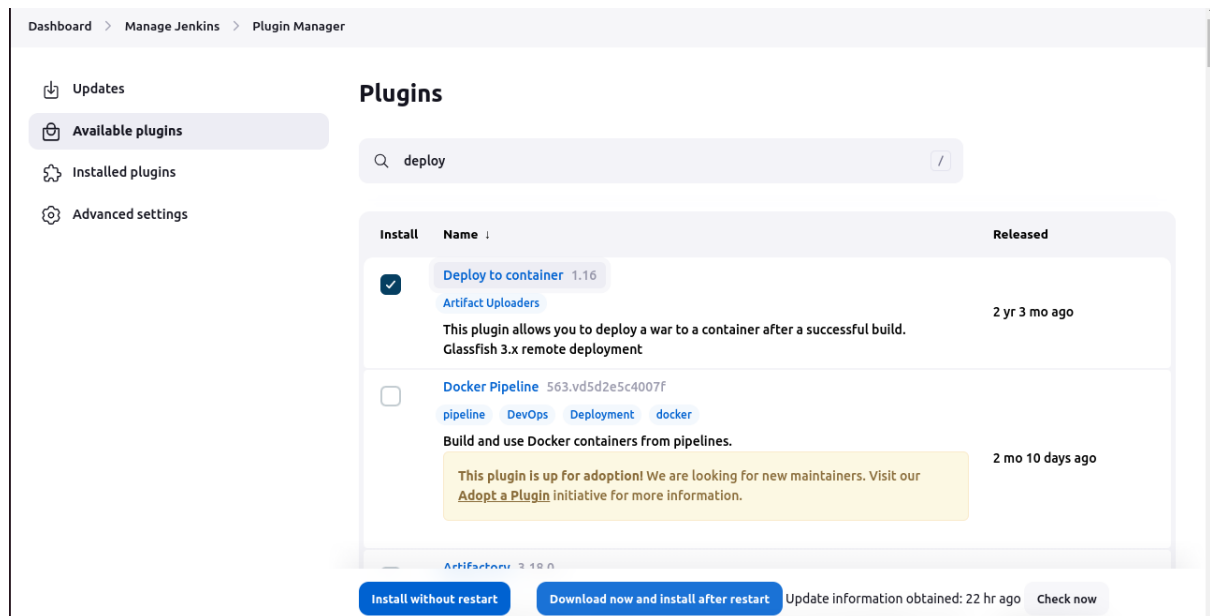 Dashboard > Manage Jenkins > Plugin Manager
Updates
Available plugins
Installed plugins
Advanced settings
Plugins
deploy /
Install Name ↓ Released
Deploy to container 1.16
Artifact Uploaders
This plugin allows you to deploy a war to a container after a successful build.
Glassfish 3.x remote deployment
2 yr 3 mo ago
Docker Pipeline 563.vd5d2e5c4007f
pipeline DevOps Deployment docker
Build and use Docker containers from pipelines.
This plugin is up for adoption! We are looking for new maintainers. Visit our
Adopt a Plugin initiative for more information.
2 mo 10 days ago
Artifactory 3.18.0
Install without restart Download now and install after restart Update information obtained: 22 hr ago Check now